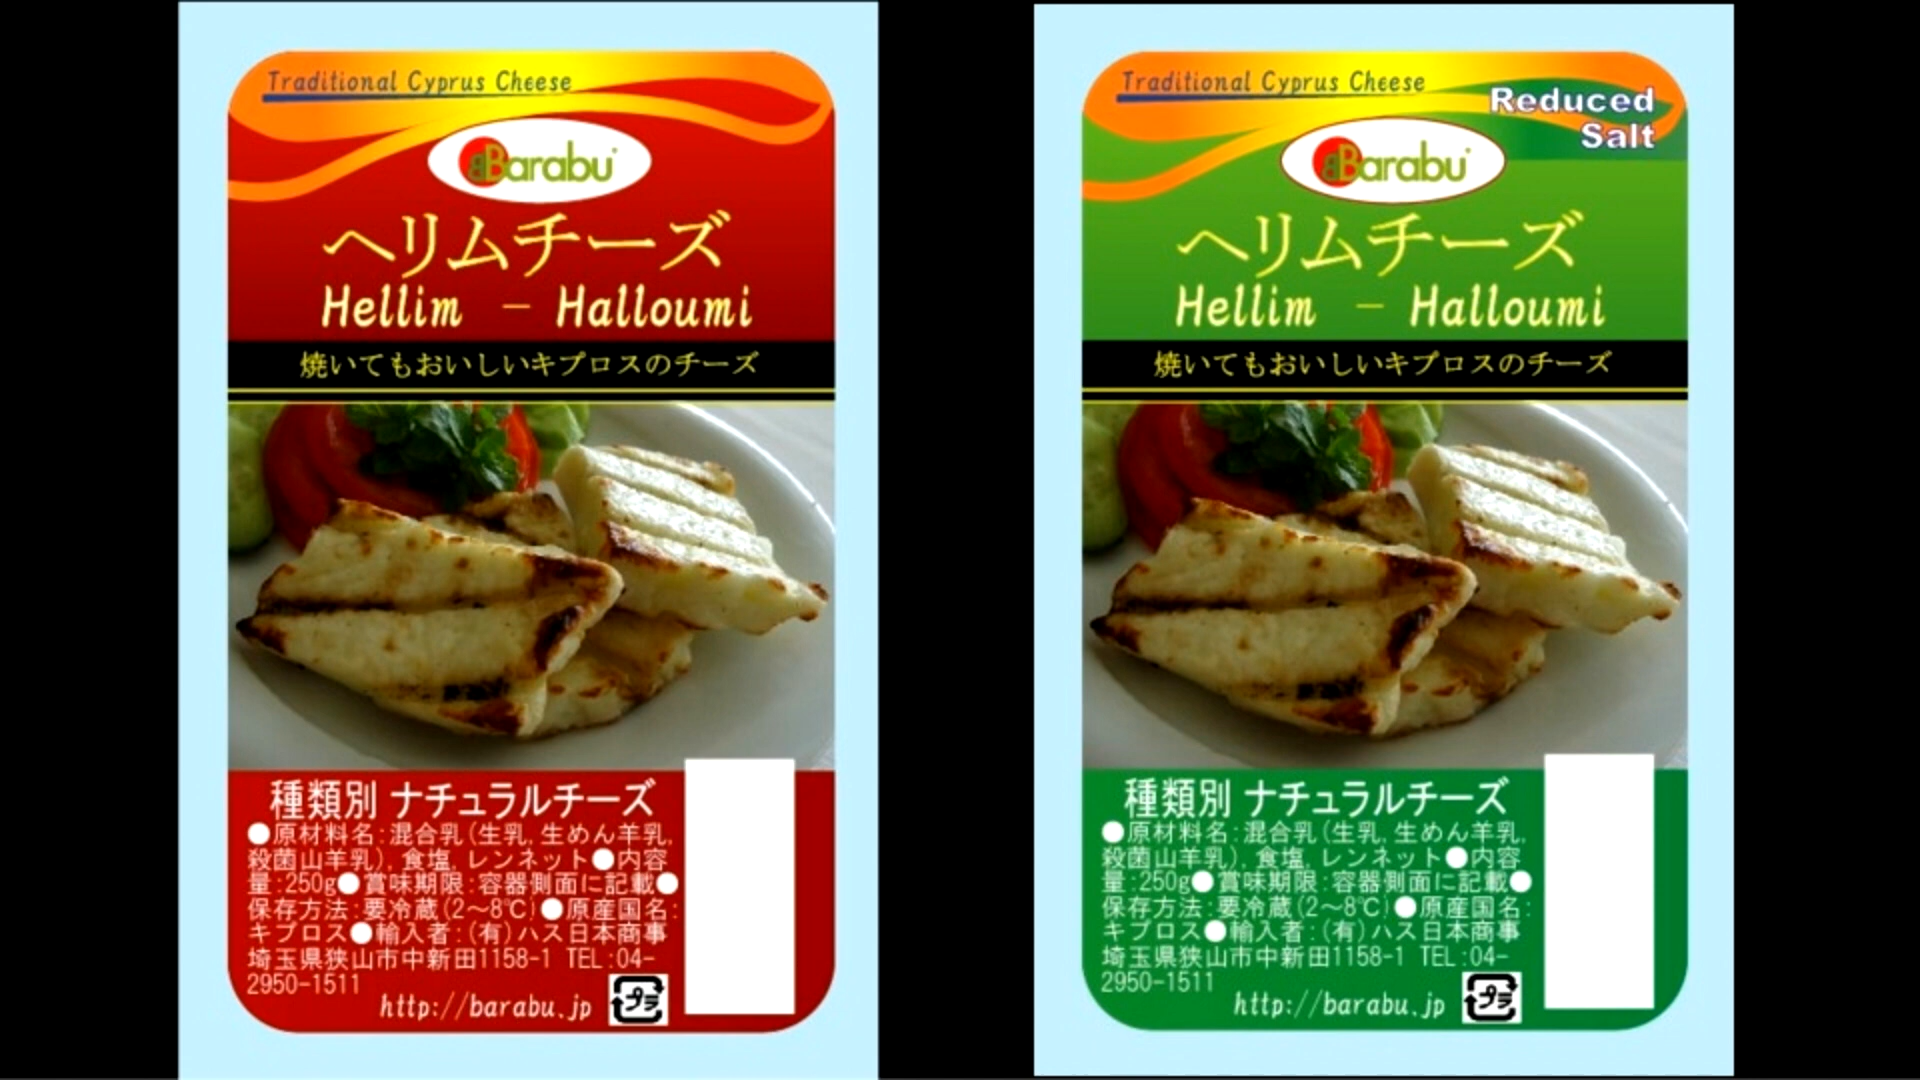 Traditional Cyprus Cheese
Barabu
ヘリムチーズ
Hellim - Halloumi
焼いてもおいしいキプロスのチーズ
種類別 ナチュラルチーズ
●原材料名:混合乳(生乳, 生めん羊乳,
殺菌山羊乳), 食塩, レンネット●内容
量:250g●賞味期限:容器側面に記載●
保存方法:要冷蔵(2～8℃)●原産国名:
キプロス●輸入者:(有)ハス日本商事
埼玉県狭山市中新田1158-1 TEL:04-
2950-1511
http://barabu.jp
プラ
Traditional Cyprus Cheese
Reduced
Salt
Barabu
ヘリムチーズ
Hellim - Halloumi
焼いてもおいしいキプロスのチーズ
種類別 ナチュラルチーズ
●原材料名:混合乳(生乳, 生めん羊乳,
殺菌山羊乳), 食塩, レンネット●内容
量:250g●賞味期限:容器側面に記載●
保存方法:要冷蔵(2～8℃)●原産国名:
キプロス●輸入者:(有)ハス日本商事
埼玉県狭山市中新田1158-1 TEL:04-
2950-1511
http://barabu.jp
プラ